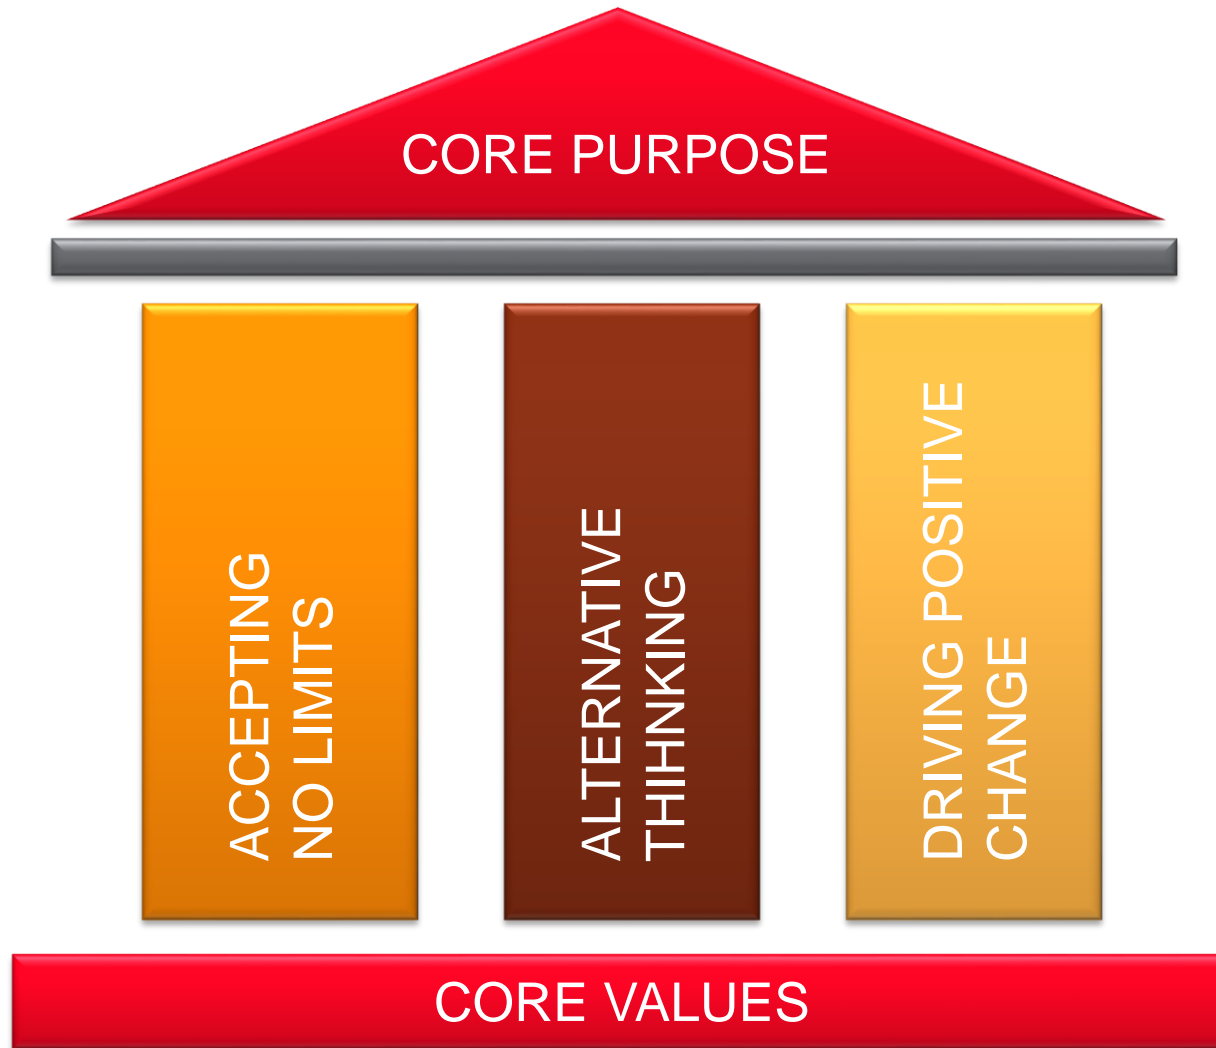 CORE PURPOSE
ACCEPTING
NO LIMITS
ALTERNATIVE
THIHNKING
DRIVING POSITIVE
CHANGE
CORE VALUES